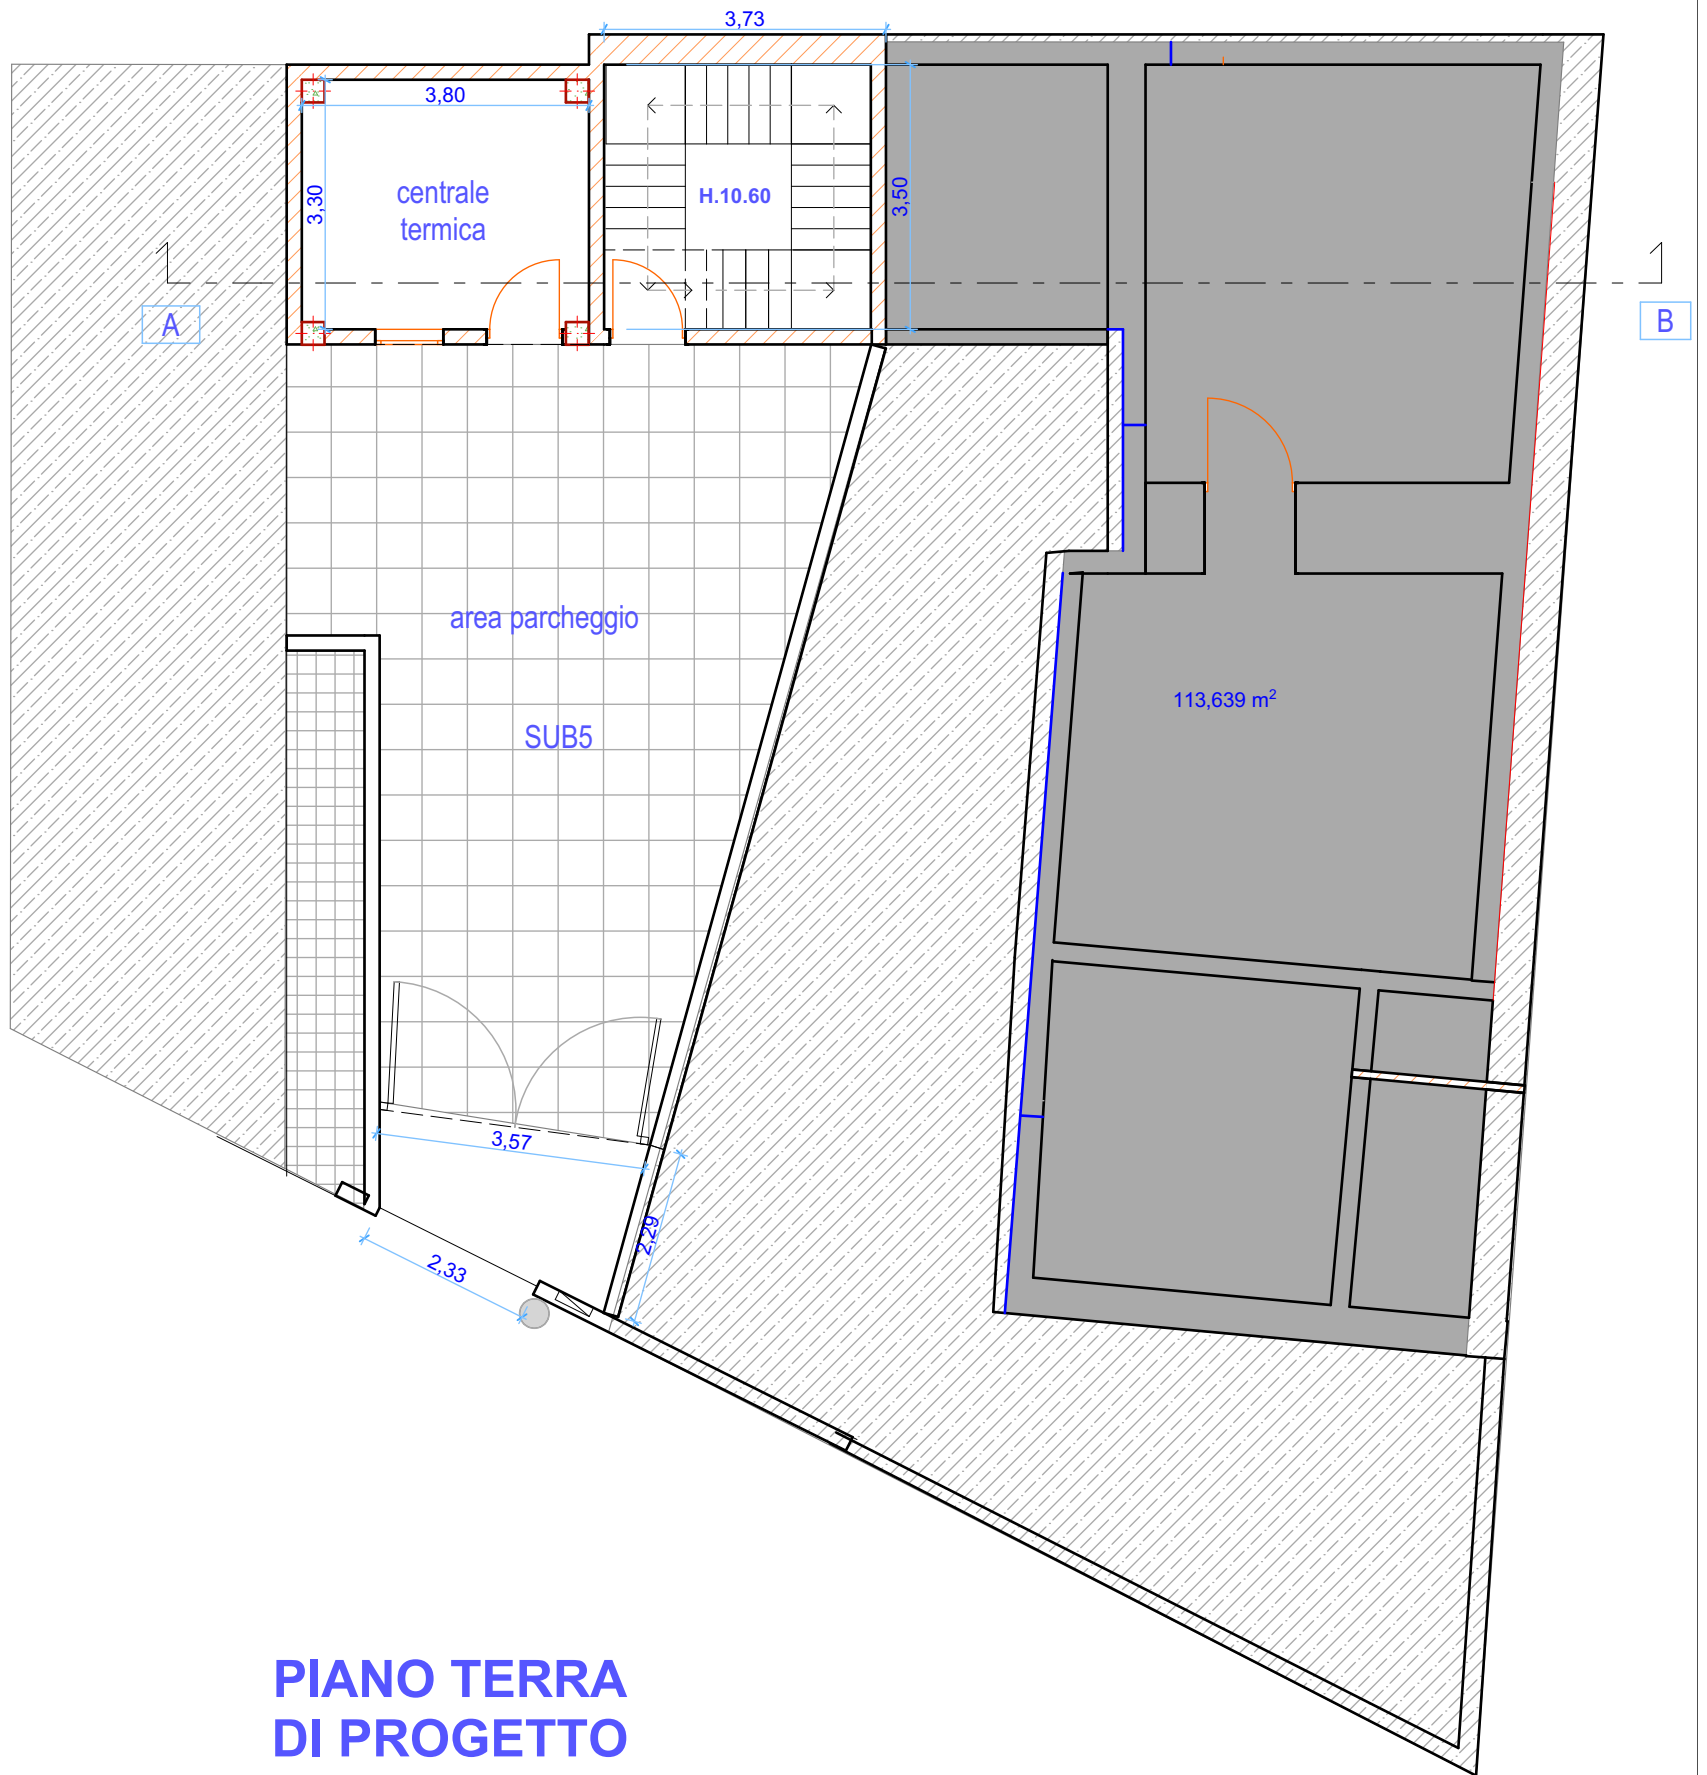 3,73
3,80
3,30
centrale
termica
H.10.60
3,50
A
B
area parcheggio
SUB5
113,639 m²
3,57
2,29
2,33
PIANO TERRA
DI PROGETTO